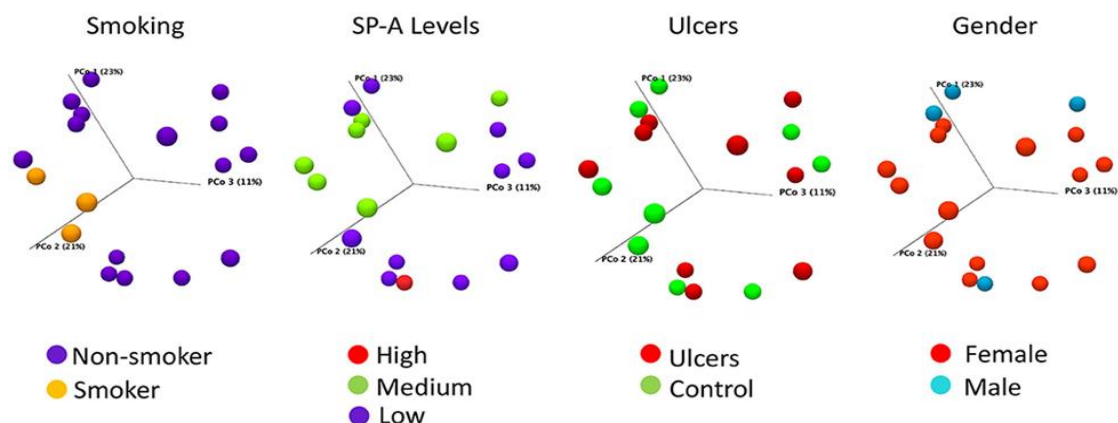 Smoking
SP-A Levels
Ulcers
Gender
PCo 1 (23%)
PCo 3 (11%)
PCo 2 (21%)
PCo 1 (23%)
PCo 3 (11%)
PCo 2 (21%)
PCo 1 (23%)
PCo 3 (11%)
PCo 2 (21%)
PCo 1 (23%)
PCo 3 (11%)
PCo 2 (21%)
Non-smoker
Smoker
High
Medium
Low
Ulcers
Control
Female
Male